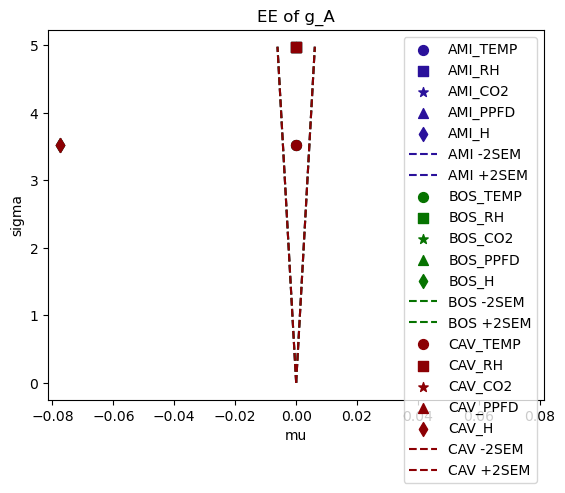 EE of g_A
5
4
3
2
1
0
sigma
−0.08
−0.06
−0.04
−0.02
0.00
0.02
0.04
0.06
0.08
mu
AMI_TEMP
AMI_RH
AMI_CO2
AMI_PPFD
AMI_H
AMI -2SEM
AMI +2SEM
BOS_TEMP
BOS_RH
BOS_CO2
BOS_PPFD
BOS_H
BOS -2SEM
BOS +2SEM
CAV_TEMP
CAV_RH
CAV_CO2
CAV_PPFD
CAV_H
CAV -2SEM
CAV +2SEM